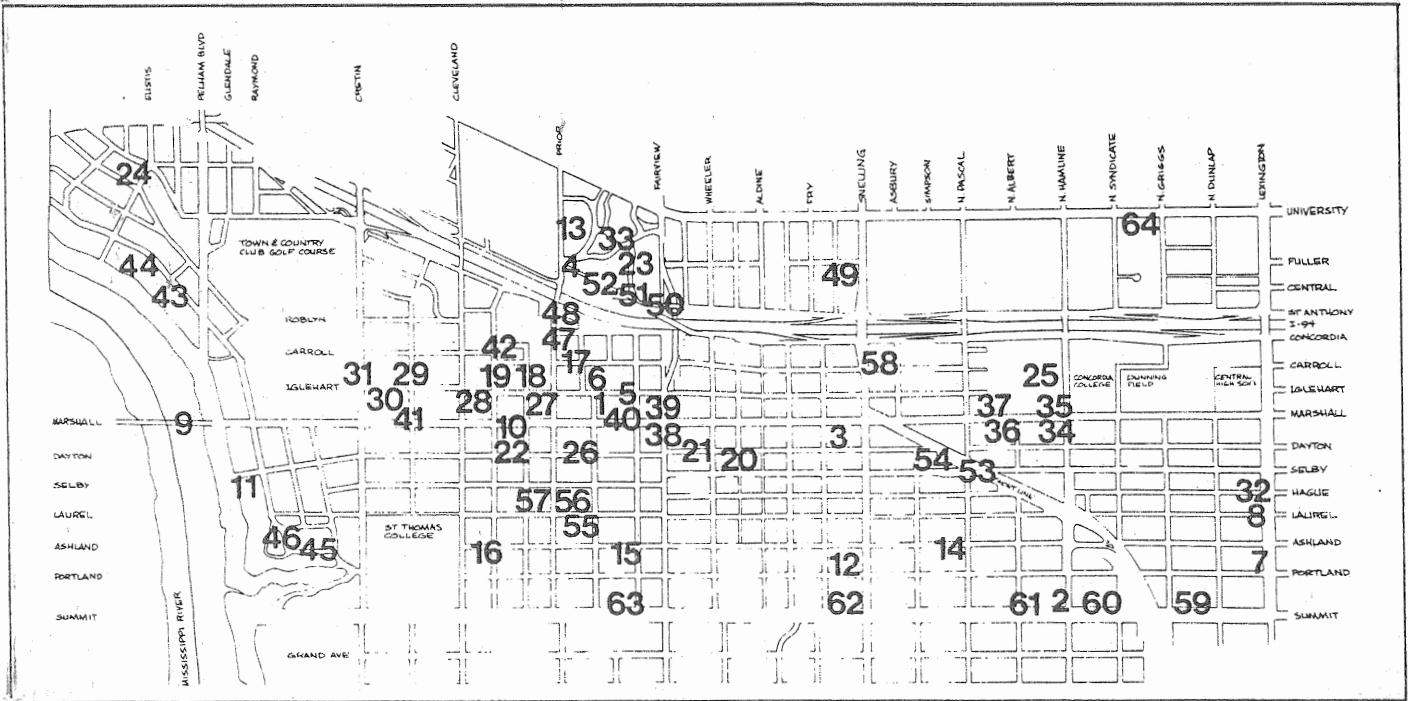 EUSTIS
PELHAM BLVD
GLENDALE
RAYMOND
CRETIN
CLEVELAND
PRIOR
FAIRVIEW
WHEELER
ALDINE
FRY
SNELLING
ASBURY
SIMPSON
N. PASCAL
N. ALBERT
N. HAMLINE
N. SYNDICATE
N. GRIGGS
N. DUNLAP
LEXINGTON
24
13
33
64
UNIVERSITY
TOWN & COUNTRY
CLUB GOLF COURSE
44
43
4
23
52
51
50
49
FULLER
CENTRAL
ROBLYN
48
ST ANTHONY
I-94
CONCORDIA
CARROLL
42
47
17
58
CARROLL
IGLEHART
31
29
19
18
6
25
CONCORDIA
COLLEGE
DUNNING
FIELD
CENTRAL
HIGH SCH
IGLEHART
30
28
27
1
5
39
37
35
MARSHALL
9
41
10
40
38
3
36
34
MARSHALL
DAYTON
22
26
21
20
54
53
DAYTON
SELBY
SELBY
11
57
56
32
HAGUE
LAUREL
46
45
ST THOMAS
COLLEGE
55
8
LAUREL
ASHLAND
16
15
12
14
7
ASHLAND
PORTLAND
PORTLAND
SUMMIT
63
62
61
2
60
59
SUMMIT
MISSISSIPPI RIVER
GRAND AVE